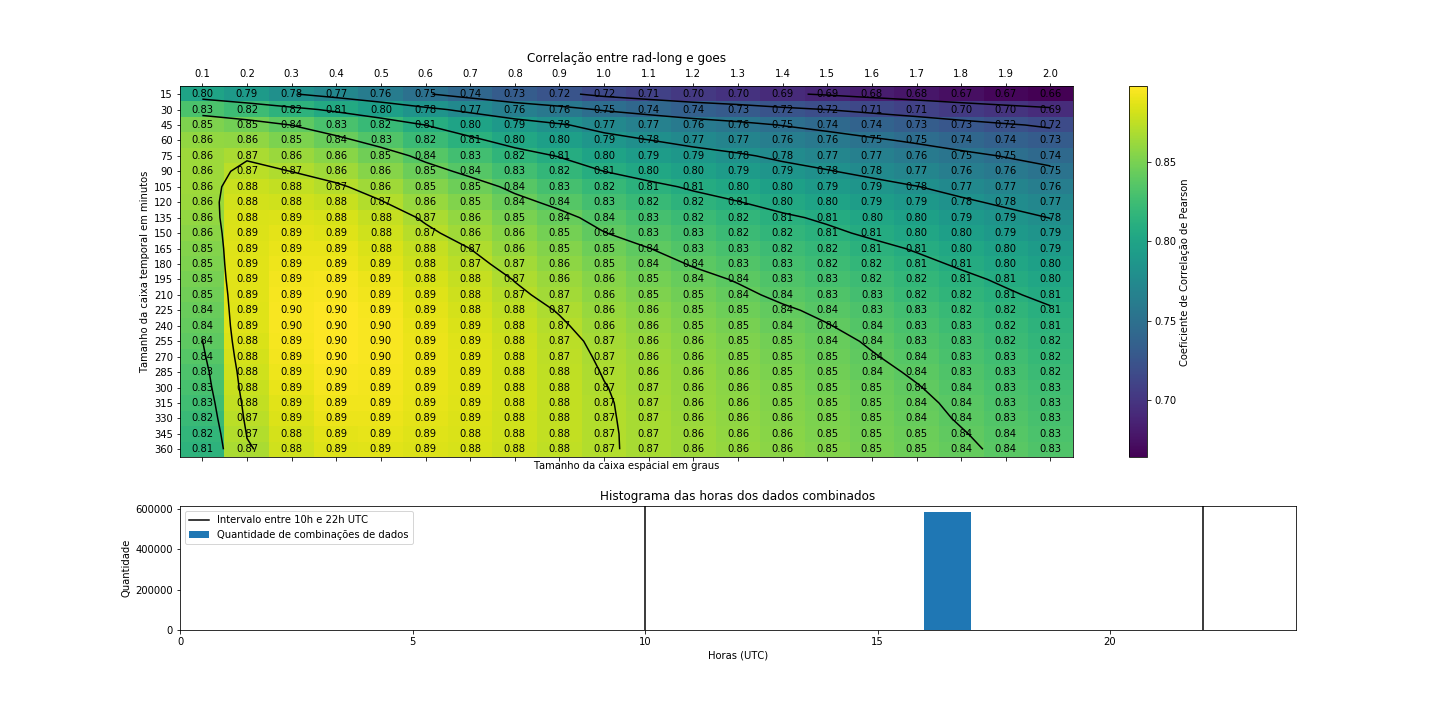 Correlação entre rad-long e goes
0.1 0.2 0.3 0.4 0.5 0.6 0.7 0.8 0.9 1.0 1.1 1.2 1.3 1.4 1.5 1.6 1.7 1.8 1.9 2.0
15 0.80 0.79 0.78 0.77 0.76 0.75 0.74 0.73 0.72 0.72 0.71 0.70 0.70 0.69 0.69 0.68 0.68 0.67 0.67 0.66
30 0.83 0.82 0.82 0.81 0.80 0.78 0.77 0.76 0.76 0.75 0.74 0.74 0.73 0.72 0.72 0.71 0.71 0.70 0.70 0.69
45 0.85 0.85 0.84 0.83 0.82 0.81 0.80 0.79 0.78 0.77 0.77 0.76 0.76 0.75 0.74 0.74 0.73 0.73 0.72 0.72
60 0.86 0.86 0.85 0.84 0.83 0.82 0.81 0.80 0.80 0.79 0.78 0.77 0.77 0.76 0.76 0.75 0.75 0.74 0.74 0.73
75 0.86 0.87 0.86 0.86 0.85 0.84 0.83 0.82 0.81 0.80 0.79 0.79 0.78 0.78 0.77 0.77 0.76 0.75 0.75 0.74
90 0.86 0.87 0.87 0.86 0.86 0.85 0.84 0.83 0.82 0.81 0.80 0.80 0.79 0.79 0.78 0.78 0.77 0.76 0.76 0.75
105 0.86 0.88 0.88 0.87 0.86 0.85 0.85 0.84 0.83 0.82 0.81 0.81 0.80 0.80 0.79 0.79 0.78 0.77 0.77 0.76
120 0.86 0.88 0.88 0.88 0.87 0.86 0.85 0.84 0.84 0.83 0.82 0.82 0.81 0.80 0.80 0.79 0.79 0.78 0.78 0.77
135 0.86 0.88 0.89 0.88 0.88 0.87 0.86 0.85 0.84 0.84 0.83 0.82 0.82 0.81 0.81 0.80 0.80 0.79 0.79 0.78
150 0.86 0.89 0.89 0.88 0.88 0.87 0.86 0.86 0.85 0.84 0.83 0.83 0.82 0.82 0.81 0.81 0.80 0.80 0.79 0.79
165 0.85 0.89 0.89 0.89 0.88 0.88 0.87 0.86 0.85 0.85 0.84 0.83 0.83 0.82 0.82 0.81 0.81 0.80 0.80 0.79
180 0.85 0.89 0.89 0.89 0.89 0.88 0.87 0.87 0.86 0.85 0.84 0.84 0.83 0.83 0.82 0.82 0.81 0.81 0.80 0.80
195 0.85 0.89 0.89 0.89 0.89 0.88 0.88 0.87 0.86 0.86 0.85 0.84 0.84 0.83 0.83 0.82 0.82 0.81 0.81 0.80
210 0.85 0.89 0.89 0.90 0.89 0.89 0.88 0.87 0.87 0.86 0.85 0.85 0.84 0.84 0.83 0.83 0.82 0.82 0.81 0.81
225 0.84 0.89 0.90 0.90 0.90 0.89 0.88 0.88 0.87 0.86 0.86 0.85 0.85 0.84 0.84 0.83 0.83 0.82 0.82 0.81
240 0.84 0.89 0.90 0.90 0.90 0.89 0.88 0.88 0.87 0.86 0.86 0.85 0.85 0.84 0.84 0.84 0.83 0.83 0.82 0.81
255 0.84 0.88 0.89 0.90 0.90 0.89 0.89 0.88 0.87 0.87 0.86 0.86 0.85 0.85 0.84 0.84 0.83 0.83 0.82 0.82
270 0.84 0.88 0.89 0.90 0.90 0.89 0.89 0.88 0.87 0.87 0.86 0.86 0.85 0.85 0.85 0.84 0.84 0.83 0.83 0.82
285 0.83 0.88 0.89 0.90 0.89 0.89 0.89 0.88 0.88 0.87 0.86 0.86 0.85 0.85 0.85 0.84 0.84 0.83 0.83 0.82
300 0.83 0.88 0.89 0.89 0.89 0.89 0.89 0.88 0.88 0.87 0.87 0.86 0.86 0.85 0.85 0.85 0.84 0.84 0.83 0.83
315 0.83 0.88 0.89 0.89 0.89 0.89 0.89 0.88 0.88 0.87 0.87 0.86 0.86 0.85 0.85 0.85 0.84 0.84 0.83 0.83
330 0.82 0.87 0.89 0.89 0.89 0.89 0.89 0.88 0.88 0.87 0.87 0.86 0.86 0.85 0.85 0.85 0.84 0.84 0.83 0.83
345 0.82 0.87 0.88 0.89 0.89 0.89 0.88 0.88 0.88 0.87 0.87 0.86 0.86 0.86 0.85 0.85 0.85 0.84 0.84 0.83
360 0.81 0.87 0.88 0.89 0.89 0.89 0.88 0.88 0.88 0.87 0.87 0.86 0.86 0.86 0.85 0.85 0.85 0.84 0.84 0.83
Tamanho da caixa temporal em minutos
Tamanho da caixa espacial em graus
0.85
0.80
0.75
0.70
Coeficiente de Correlação de Pearson
Histograma das horas dos dados combinados
600000
400000
200000
0
Quantidade
Intervalo entre 10h e 22h UTC
Quantidade de combinações de dados
0 5 10 15 20
Horas (UTC)